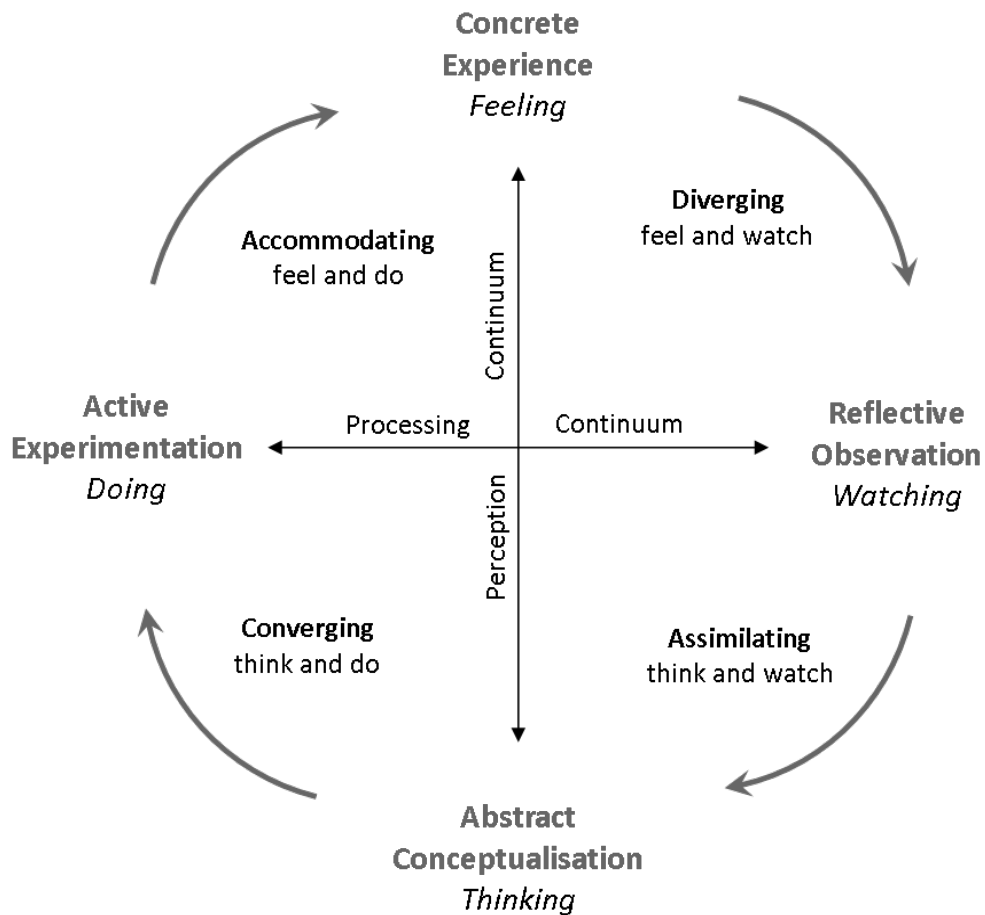 Concrete
Experience
Feeling
Diverging
feel and watch
Accommodating
feel and do
Continuum
Active
Experimentation
Doing
Processing
Continuum
Reflective
Observation
Watching
Perception
Converging
think and do
Assimilating
think and watch
Abstract
Conceptualisation
Thinking